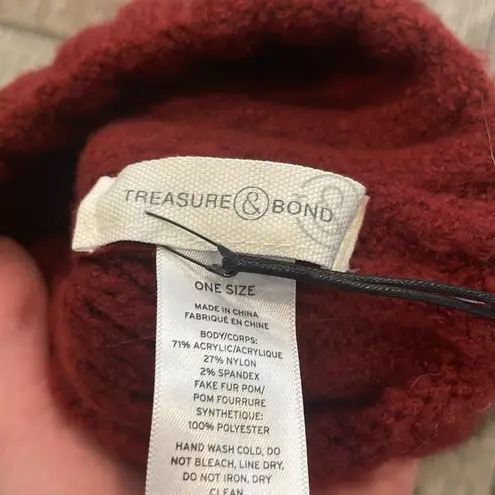 TREASURE & BOND
ONE SIZE
MADE IN CHINA
FABRIQUÉ EN CHINE
BODY/CORPS:
71% ACRYLIC/ACRYLIQUE
27% NYLON
2% SPANDEX
FAKE FUR POM/
POM FOURRURE
SYNTHETIQUE:
100% POLYESTER
HAND WASH COLD, DO
NOT BLEACH, LINE DRY,
DO NOT IRON, DRY
CLEAN